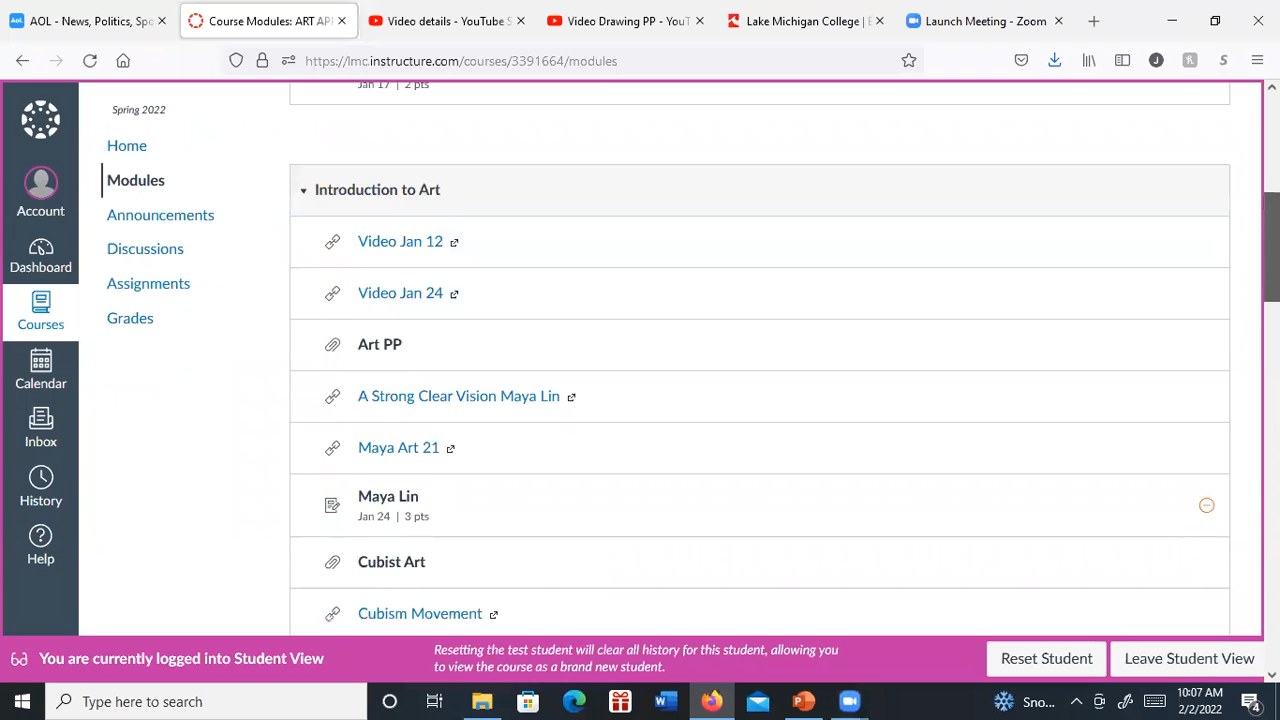 AOL - News, Politics, Spo
Course Modules: ART API
Video details - YouTube S
Video Drawing PP - YouT
Lake Michigan College | E
Launch Meeting - Zoom
https://lmc.instructure.com/courses/3391664/modules
Jan 17 | 2 pts
Spring 2022
Home
Modules
Announcements
Discussions
Assignments
Grades
Account
Dashboard
Courses
Calendar
Inbox
History
Help
Introduction to Art
Video Jan 12
Video Jan 24
Art PP
A Strong Clear Vision Maya Lin
Maya Art 21
Maya Lin
Jan 24 | 3 pts
Cubist Art
Cubism Movement
You are currently logged into Student View
Resetting the test student will clear all history for this student, allowing you
to view the course as a brand new student.
Reset Student
Leave Student View
Type here to search
Sno...
10:07 AM
2/2/2022
4